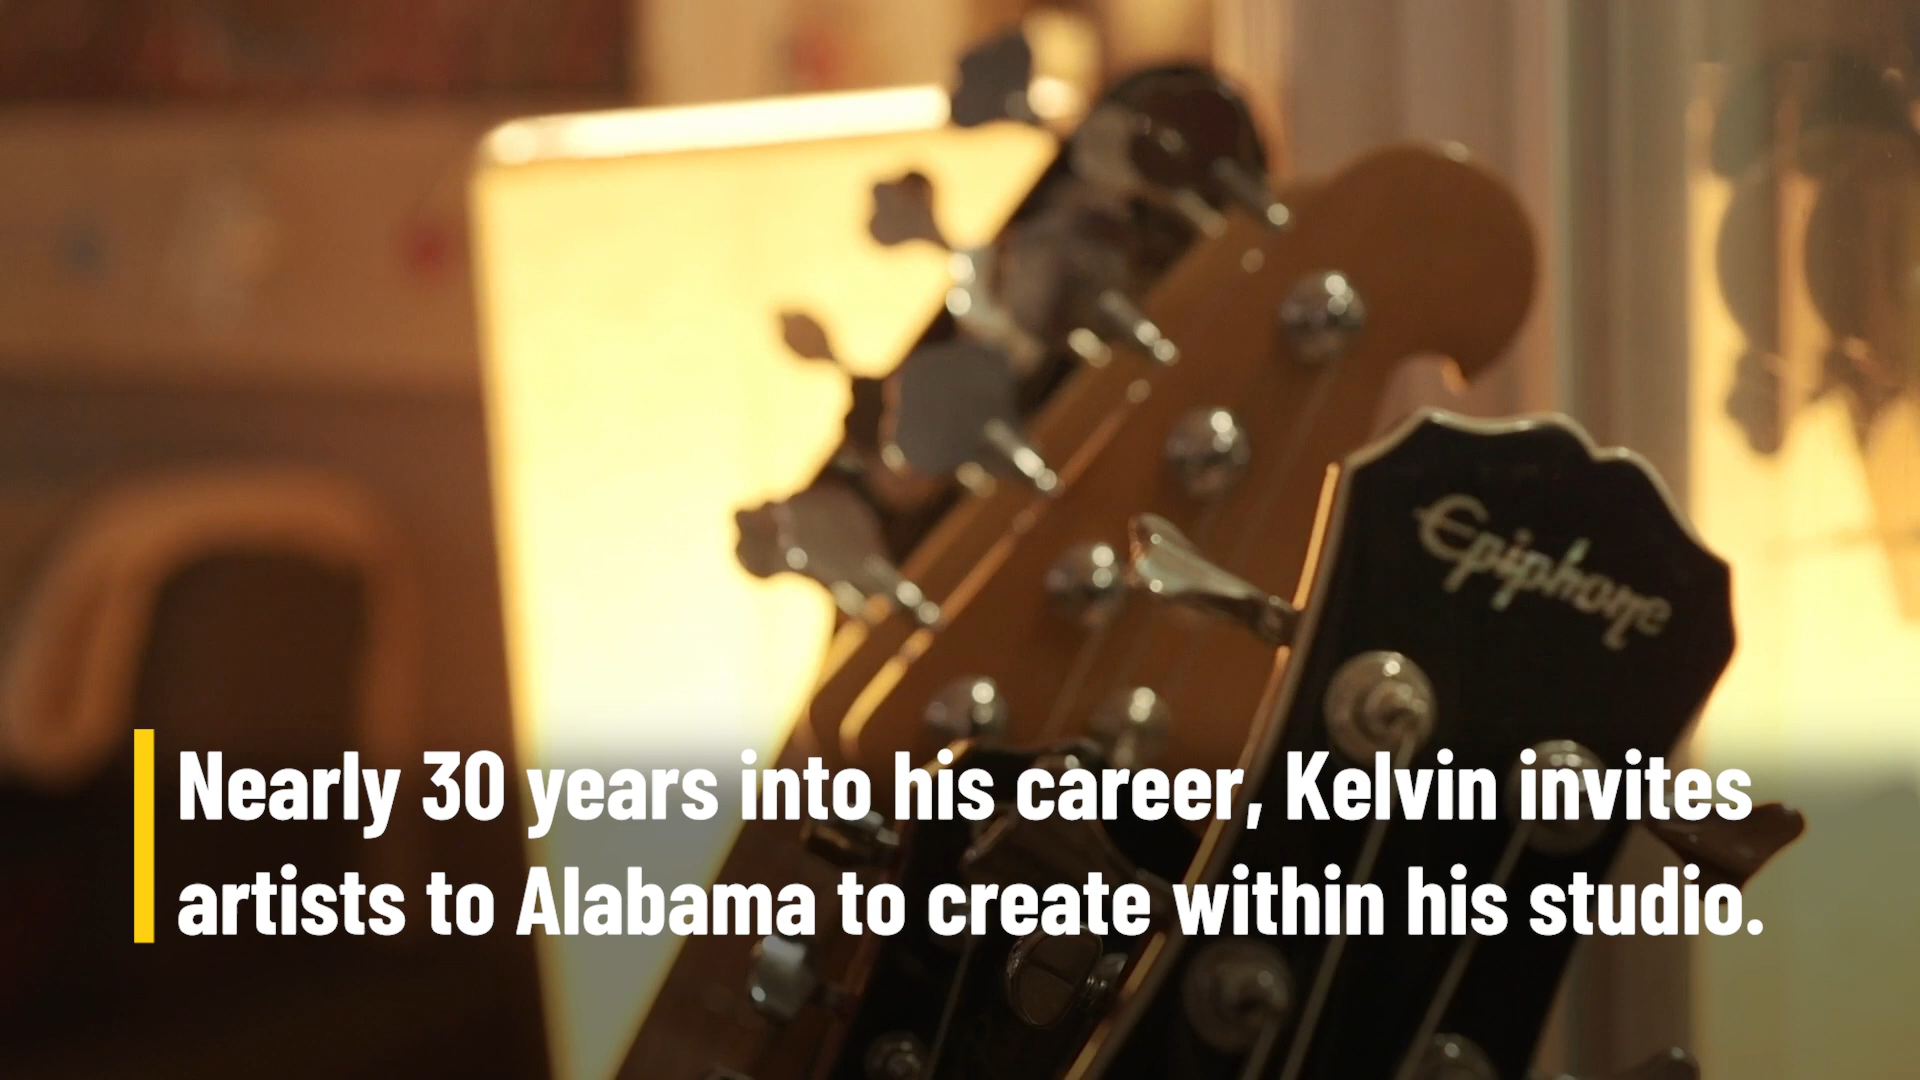 Epiphone
Nearly 30 years into his career, Kelvin invites
artists to Alabama to create within his studio.